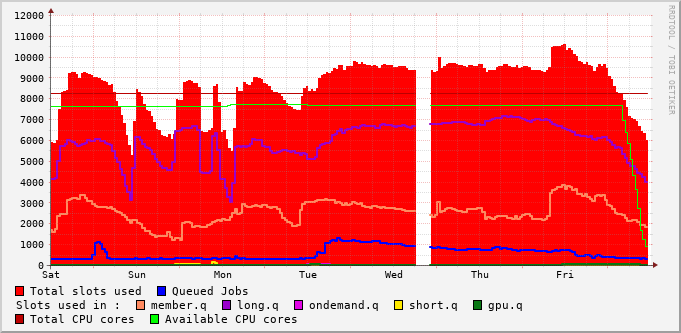 RRDTOOL / TOBI OETIKER
12000
11000
10000
9000
8000
7000
6000
5000
4000
3000
2000
1000
0
Sat Sun Mon Tue Wed Thu Fri
Total slots used Queued Jobs
Slots used in : member.q long.q ondemand.q short.q gpu.q
Total CPU cores Available CPU cores